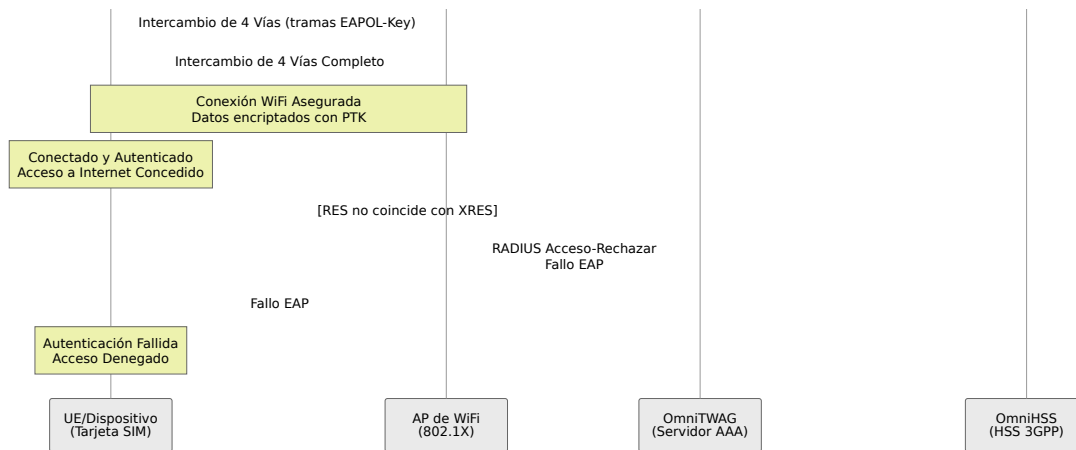 Intercambio de 4 Vías (tramas EAPOL-Key)
Intercambio de 4 Vías Completo
Conexión WiFi Asegurada
Datos encriptados con PTK
Conectado y Autenticado
Acceso a Internet Concedido
[RES no coincide con XRES]
RADIUS Acceso-Rechazar
Fallo EAP
Fallo EAP
Autenticación Fallida
Acceso Denegado
UE/Dispositivo
(Tarjeta SIM)
AP de WiFi
(802.1X)
OmniTWAG
(Servidor AAA)
OmniHSS
(HSS 3GPP)